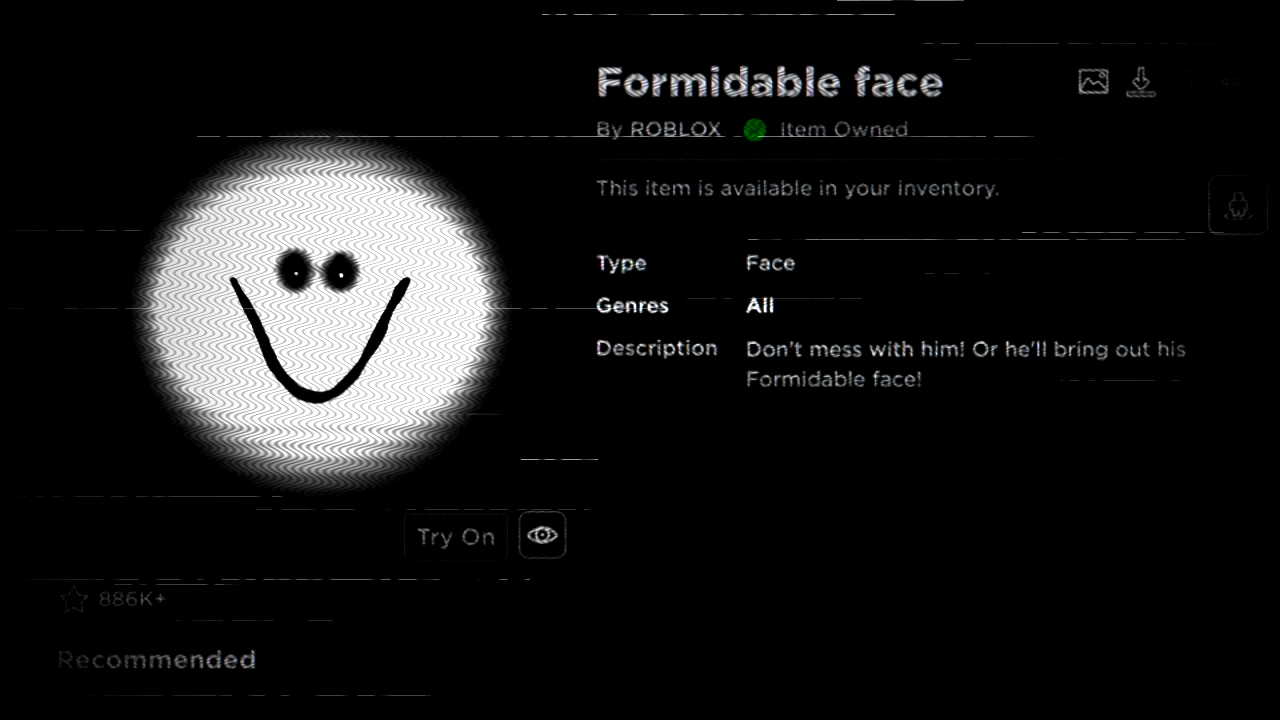 Formidable face
By ROBLOX Item Owned
This item is available in your inventory.
Type Face
Genres All
Description Don't mess with him! Or he'll bring out his
Formidable face!
Try On
886K+
Recommended